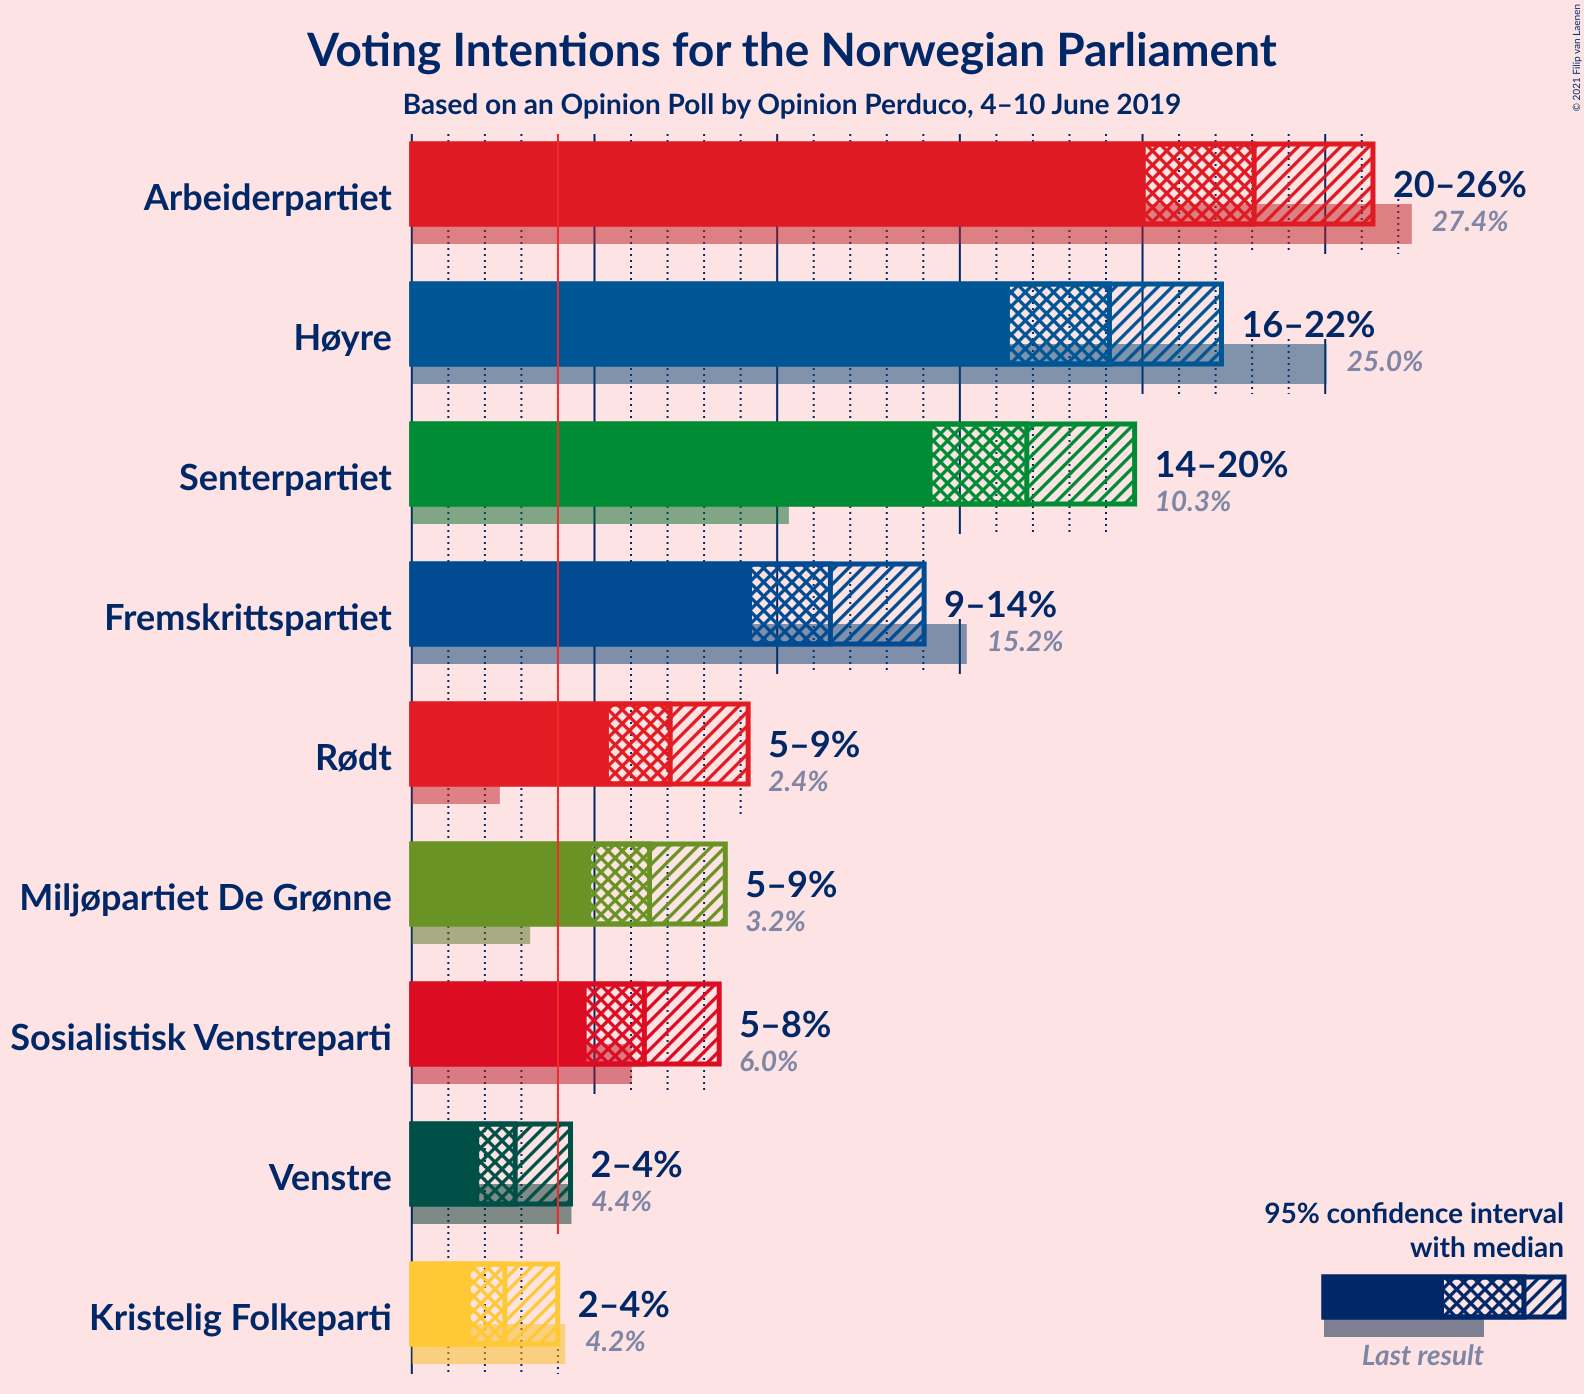 Voting Intentions for the Norwegian Parliament
Based on an Opinion Poll by Opinion Perduco, 4–10 June 2019
© 2021 Filip van Laenen
Arbeiderpartiet
20–26%
27.4%
Høyre
16–22%
25.0%
Senterpartiet
14–20%
10.3%
Fremskrittspartiet
9–14%
15.2%
Rødt
5–9%
2.4%
Miljøpartiet De Grønne
5–9%
3.2%
Sosialistisk Venstreparti
5–8%
6.0%
Venstre
2–4%
4.4%
Kristelig Folkeparti
2–4%
4.2%
95% confidence interval
with median
Last result